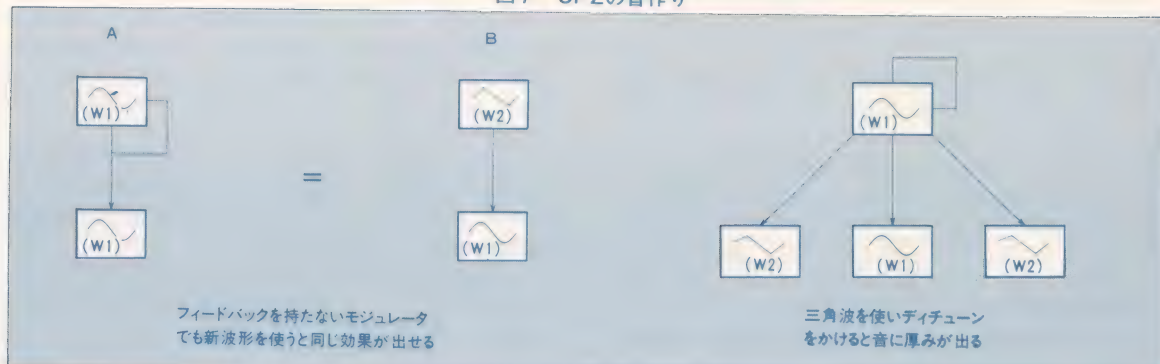 A
B
(W1)
(W2)
(W1)
=
(W1)
(W1)
(W2)
(W1)
(W2)
フィードバックを持たないモジュレータ
でも新波形を使うと同じ効果が出せる
三角波を使いディチューン
をかけると音に厚みが出る